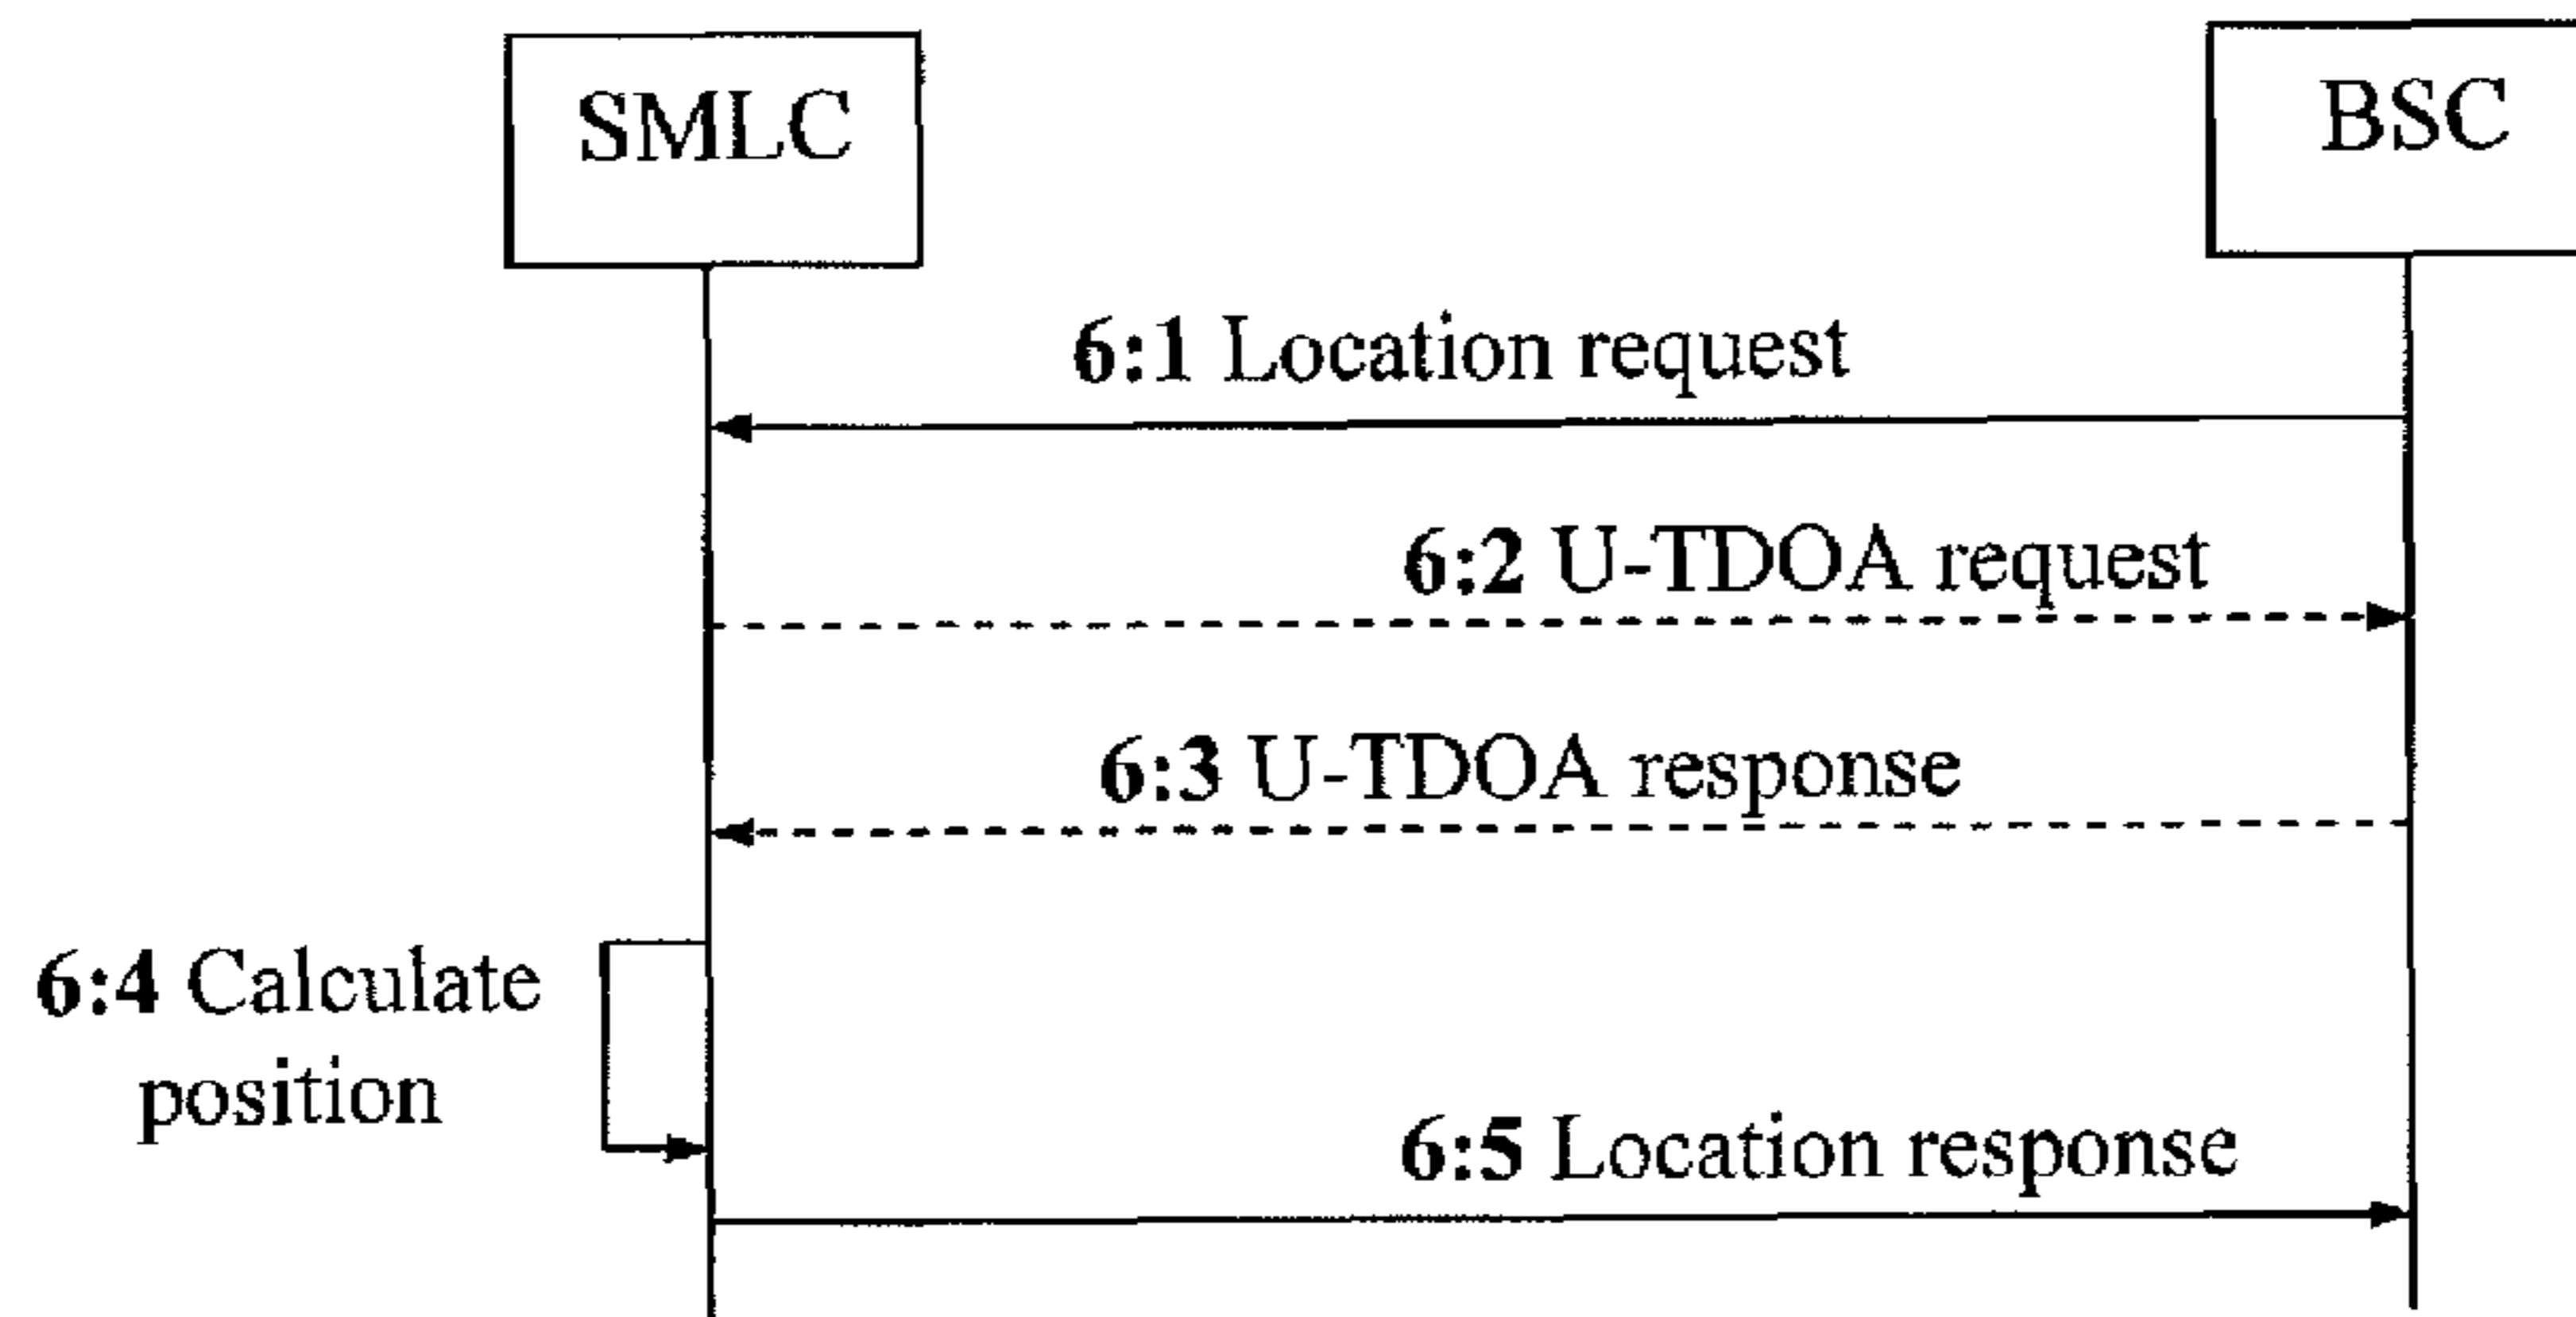 SMLC
BSC
6:1 Location request
6:2 U-TDOA request
6:3 U-TDOA response
6:4 Calculate
position
6:5 Location response